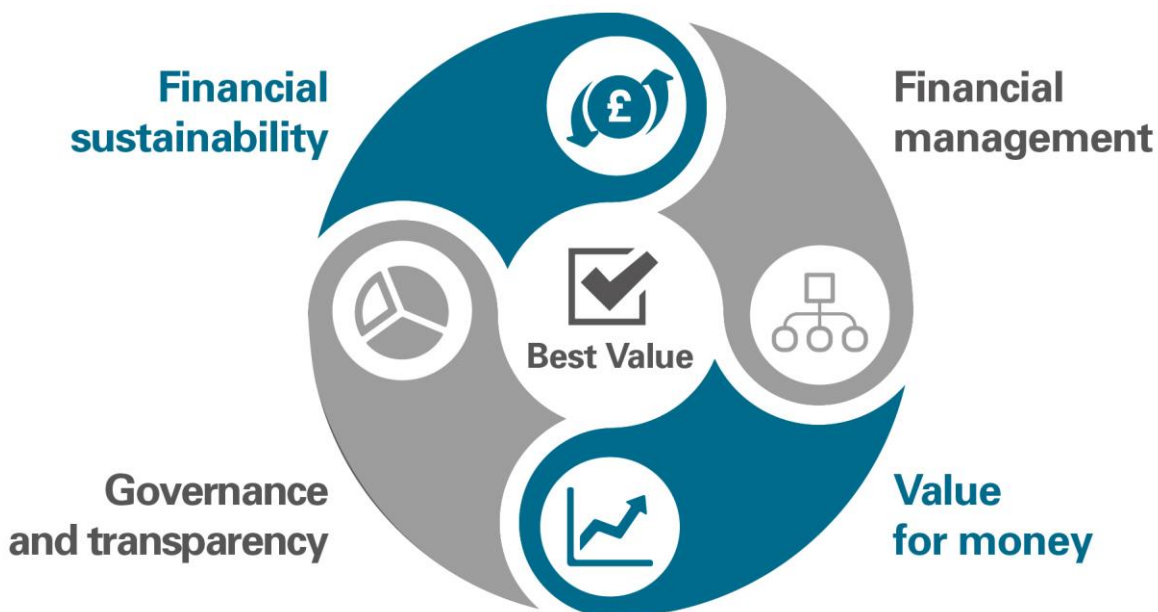 Financial
sustainability
£
Financial
management
Best Value
Governance
and transparency
Value
for money